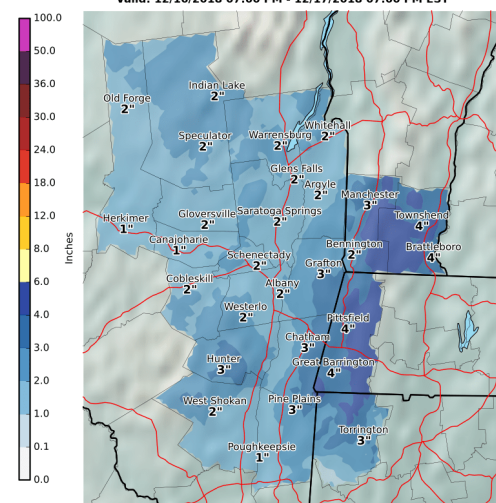 Valid: 12/16/2018 07:00 PM - 12/17/2018 07:00 PM EST
100.0
50.0
36.0
30.0
24.0
18.0
12.0
8.0
6.0
5.0
4.0
3.0
2.0
1.0
0.1
0.0
Inches
Old Forge
2"
Indian Lake
2"
Speculator
2"
Warrensburg
2"
Whitehall
2"
Glens Falls
2"
Argyle
2"
Manchester
3"
Townshend
4"
Herkimer
1"
Gloversville
2"
Saratoga Springs
2"
Canajoharie
1"
Schenectady
2"
Bennington
2"
Brattleboro
4"
Grafton
3"
Cobleskill
2"
Albany
2"
Westerlo
2"
Pittsfield
4"
Chatham
3"
Hunter
3"
Great Barrington
4"
West Shokan
2"
Pine Plains
3"
Torrington
3"
Poughkeepsie
1"